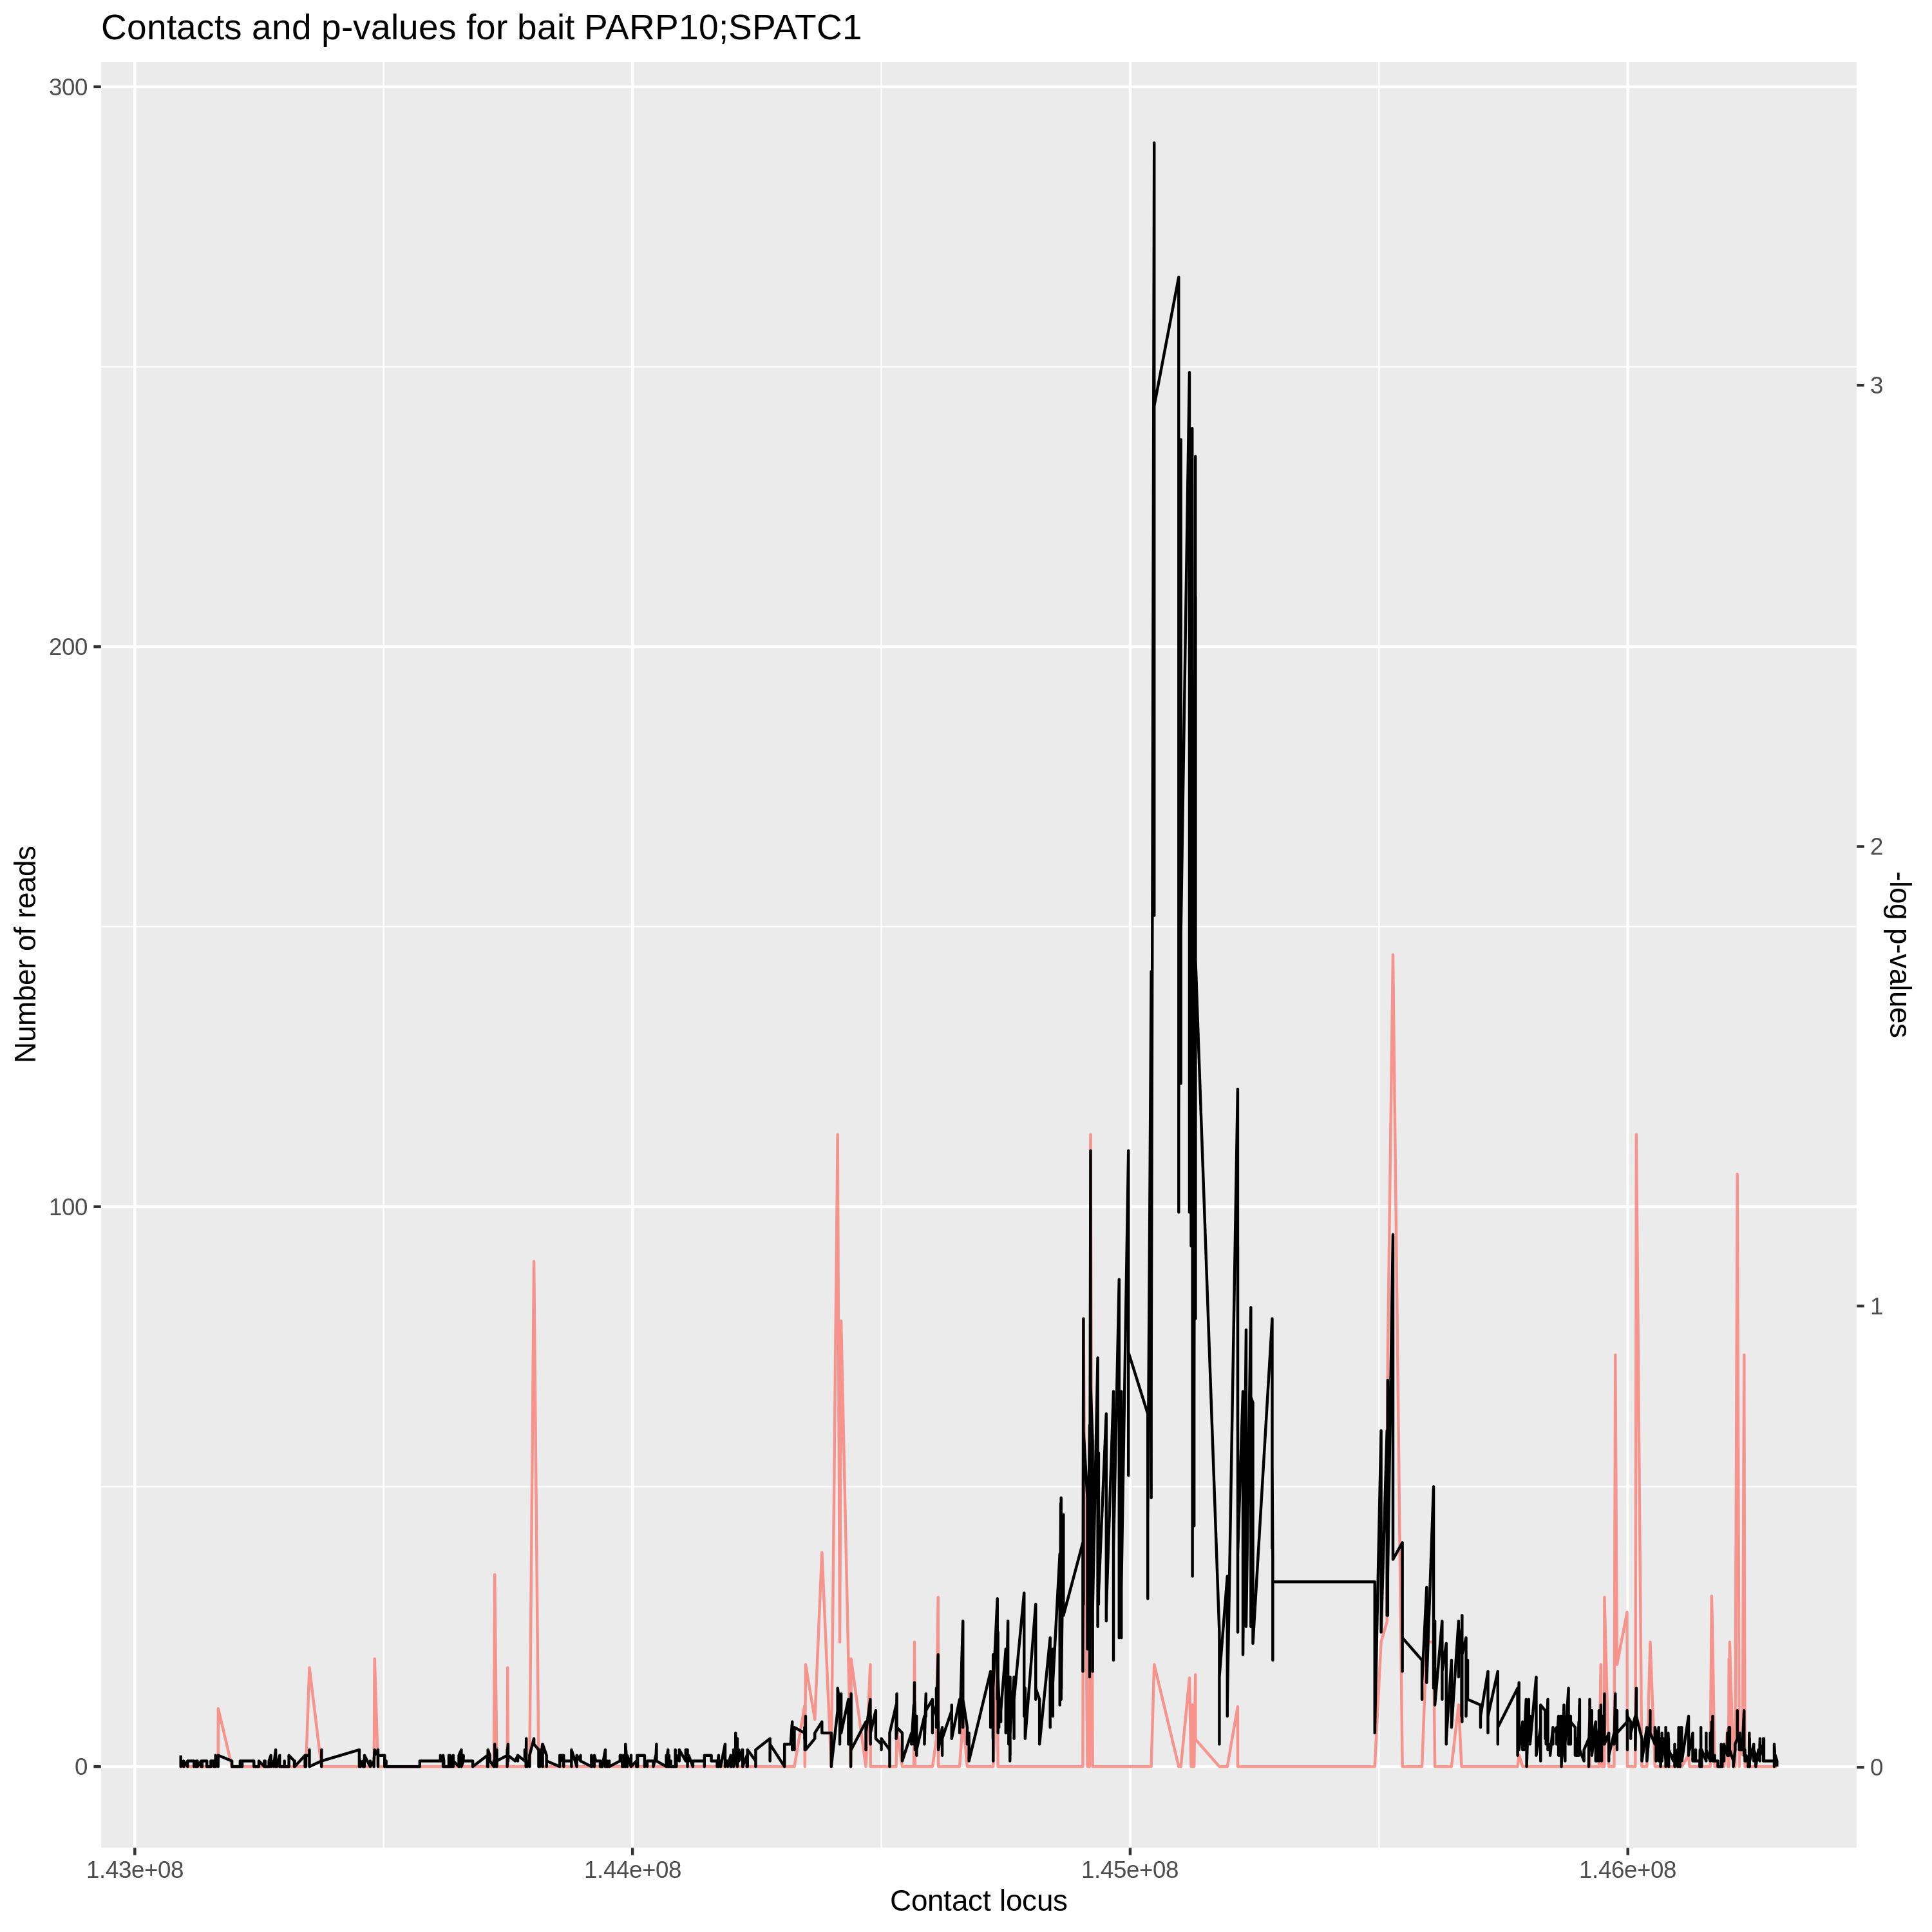 Contacts and p-values for bait PARP10;SPATC1
300
200
100
0
Number of reads
3
2
1
0
-log p-values
1.43e+08
1.44e+08
1.45e+08
1.46e+08
Contact locus